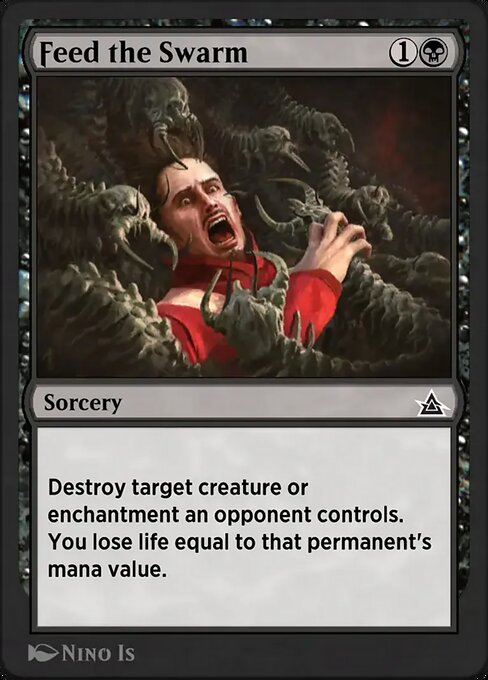 Feed the Swarm 1
Sorcery
Destroy target creature or
enchantment an opponent controls.
You lose life equal to that permanent's
mana value.
Nino Is